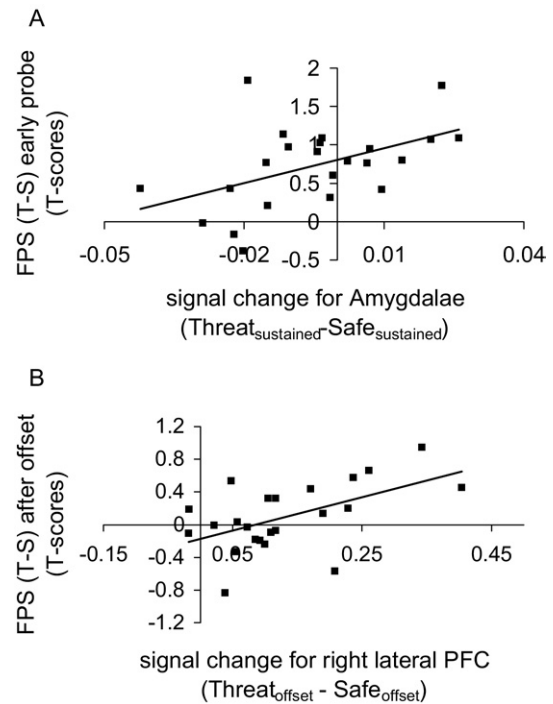 A
FPS (T-S) early probe
(T-scores)
2
1.5
1
0.5
0
-0.5
-0.05
-0.02
0.01
0.04
signal change for Amygdalae
(Threatsustained-Safesustained)
B
FPS (T-S) after offset
(T-scores)
1.2
0.8
0.4
0
-0.4
-0.8
-1.2
-0.15
0.05
0.25
0.45
signal change for right lateral PFC
(Threatoffset - Safeoffset)